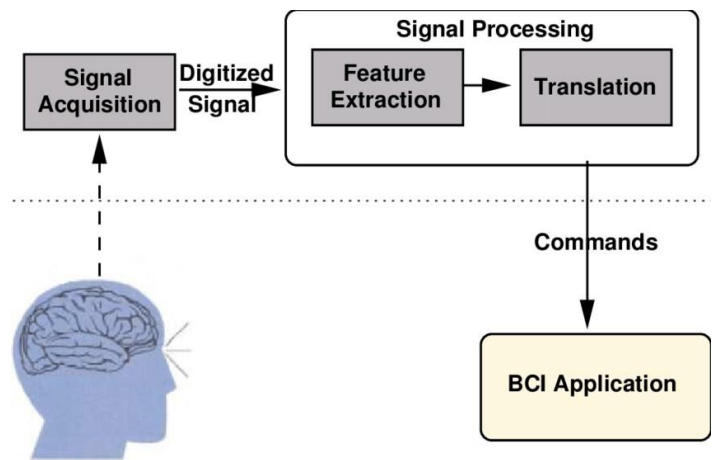 Signal Processing
Signal
Acquisition
Digitized
Signal
Feature
Extraction
Translation
Commands
BCI Application